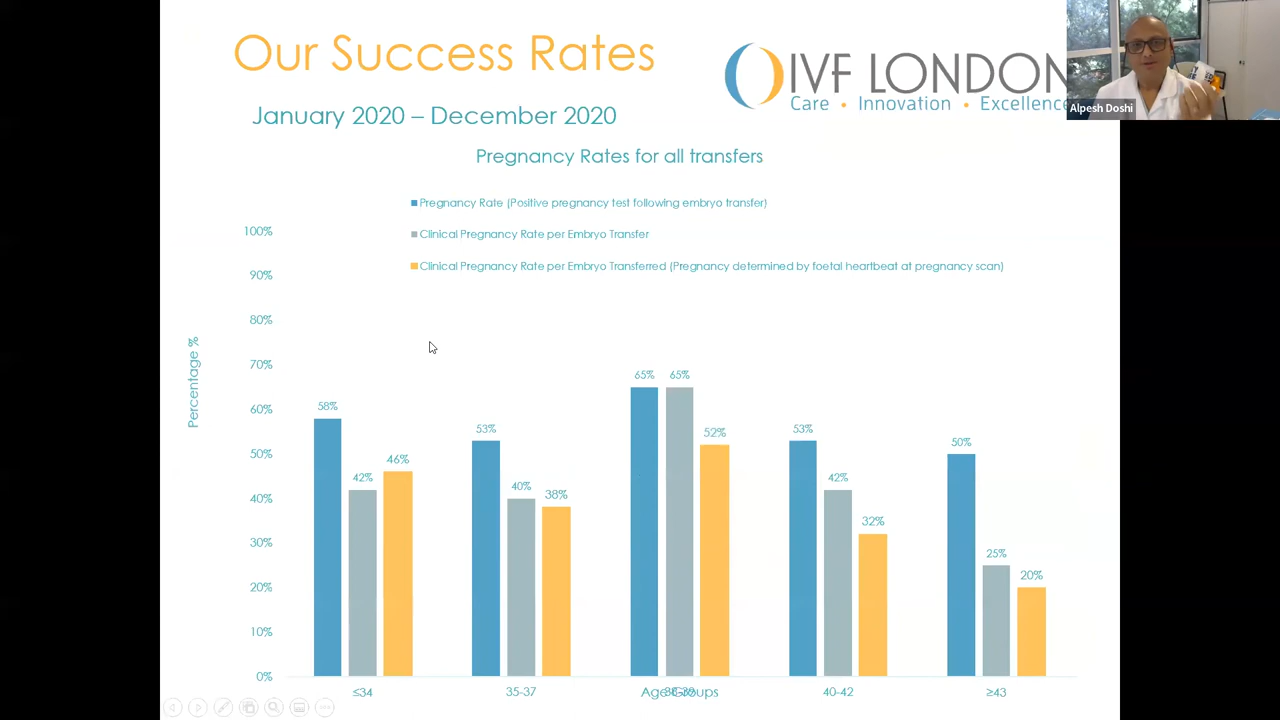 Our Success Rates
IVF LONDON
Care • Innovation • Excellence
Alpesh Doshi
January 2020 – December 2020
Pregnancy Rates for all transfers
Pregnancy Rate (Positive pregnancy test following embryo transfer)
Clinical Pregnancy Rate per Embryo Transfer
Clinical Pregnancy Rate per Embryo Transferred (Pregnancy determined by foetal heartbeat at pregnancy scan)
Percentage %
100%
90%
80%
70%
60%
50%
40%
30%
20%
10%
0%
58%
42%
46%
53%
40%
38%
65%
65%
52%
53%
42%
32%
50%
25%
20%
≤34
35-37
38-39
40-42
≥43
Age Groups